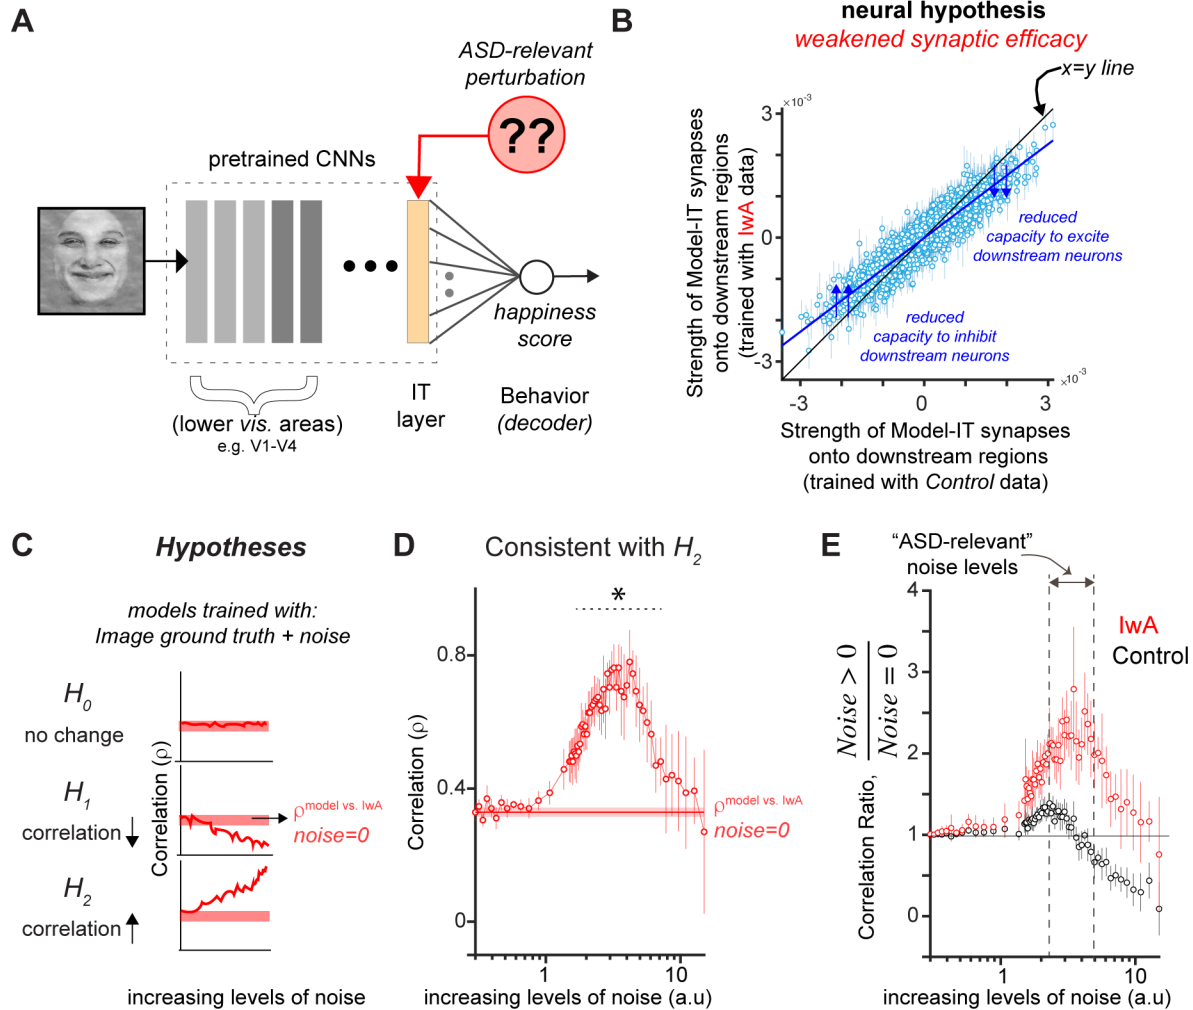 A
ASD-relevant
perturbation
??
pretrained CNNs
happiness
score
(lower vis. areas)
e.g. V1-V4
IT
layer
Behavior
(decoder)
B
neural hypothesis
weakened synaptic efficacy
x=y line
Strength of Model-IT synapses
onto downstream regions
(trained with IwA data)
3
×10⁻³
0
-3
reduced
capacity to excite
downstream neurons
reduced
capacity to inhibit
downstream neurons
×10⁻³
-3
0
3
Strength of Model-IT synapses
onto downstream regions
(trained with Control data)
C
Hypotheses
models trained with:
Image ground truth + noise
H₀
no change
H₁
correlation
H₂
correlation
Correlation (ρ)
ρ^model vs. IwA
noise=0
increasing levels of noise
D
Consistent with H₂
*
Correlation (ρ)
0.8
0.4
0
ρ^model vs. IwA
noise=0
1
10
increasing levels of noise (a.u)
E
“ASD-relevant”
noise levels
IwA
Control
Correlation Ratio, Noise > 0 / Noise = 0
4
2
1
0
1
10
increasing levels of noise (a.u)